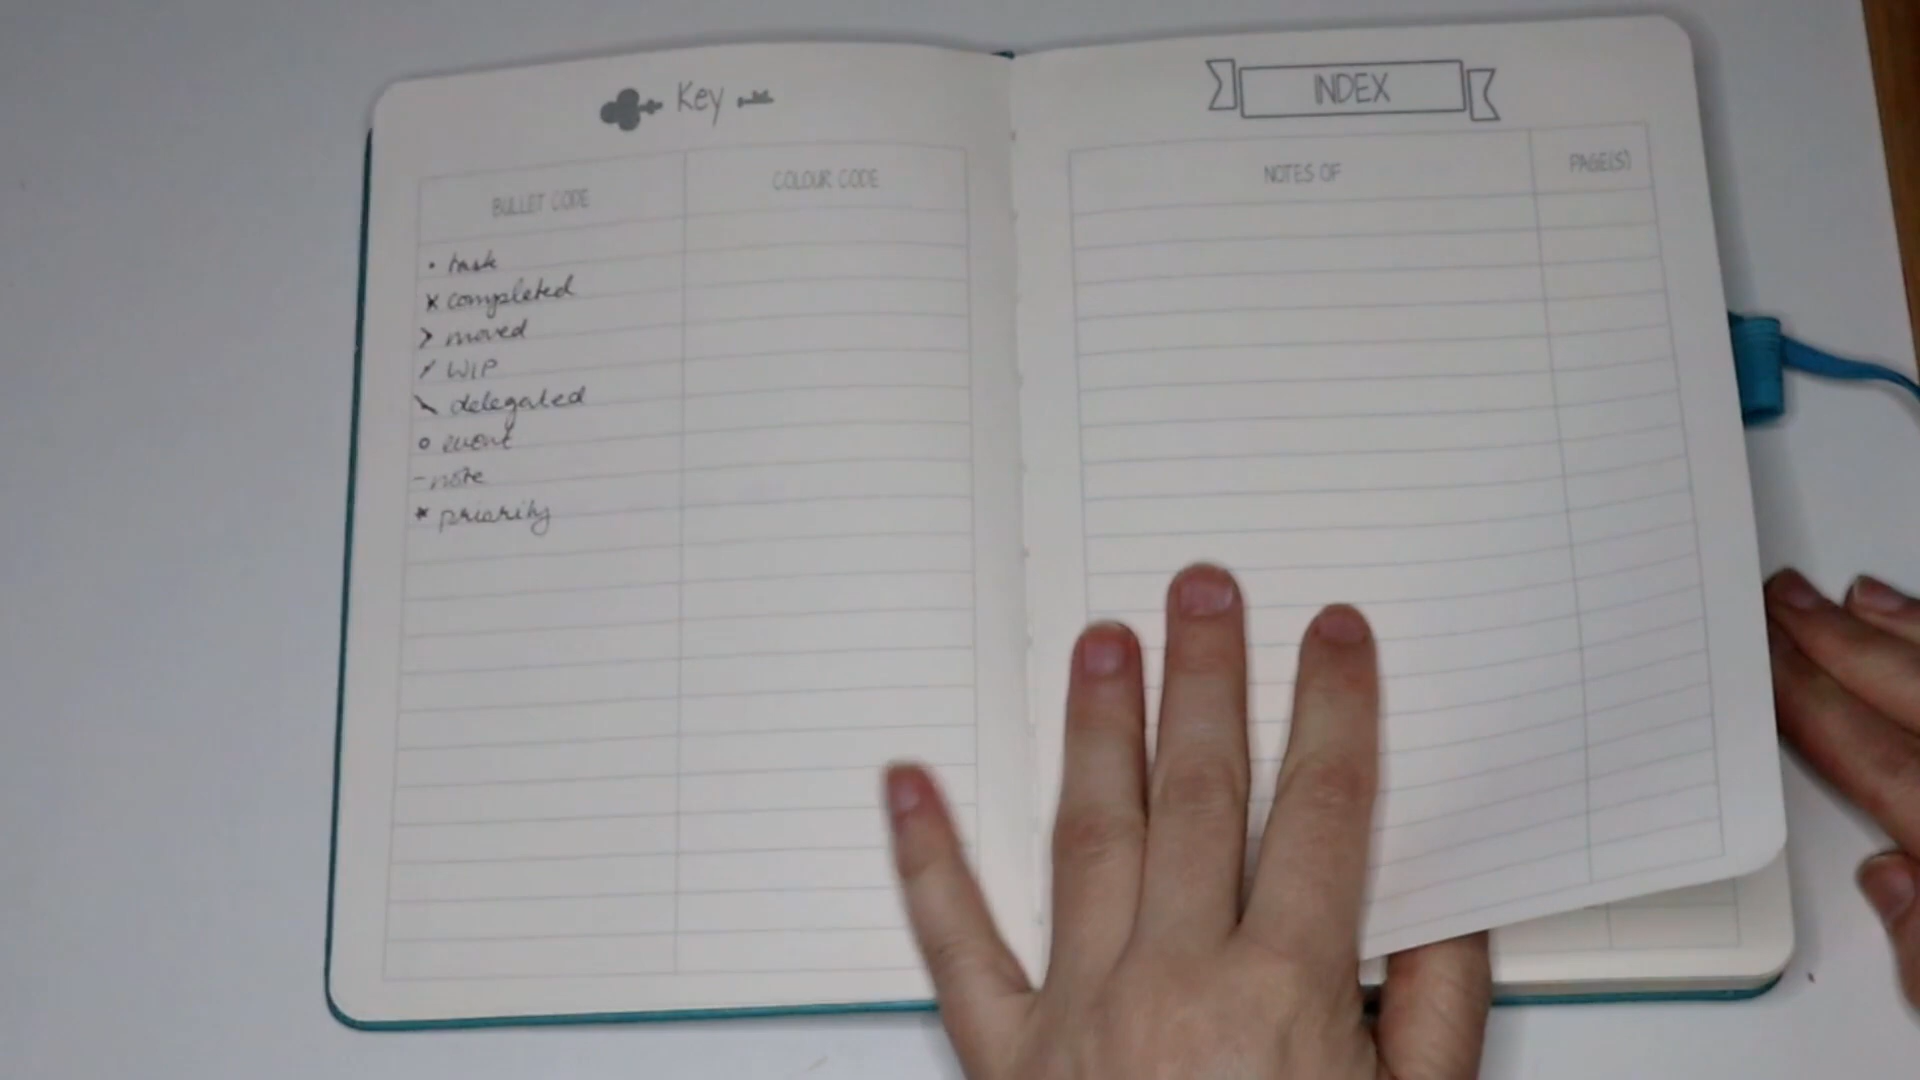 Key
BULLET CODE
COLOUR CODE
• task
x completed
> moved
/ WIP
\ delegated
o event
- note
* priority
INDEX
NOTES OF
PAGE(S)